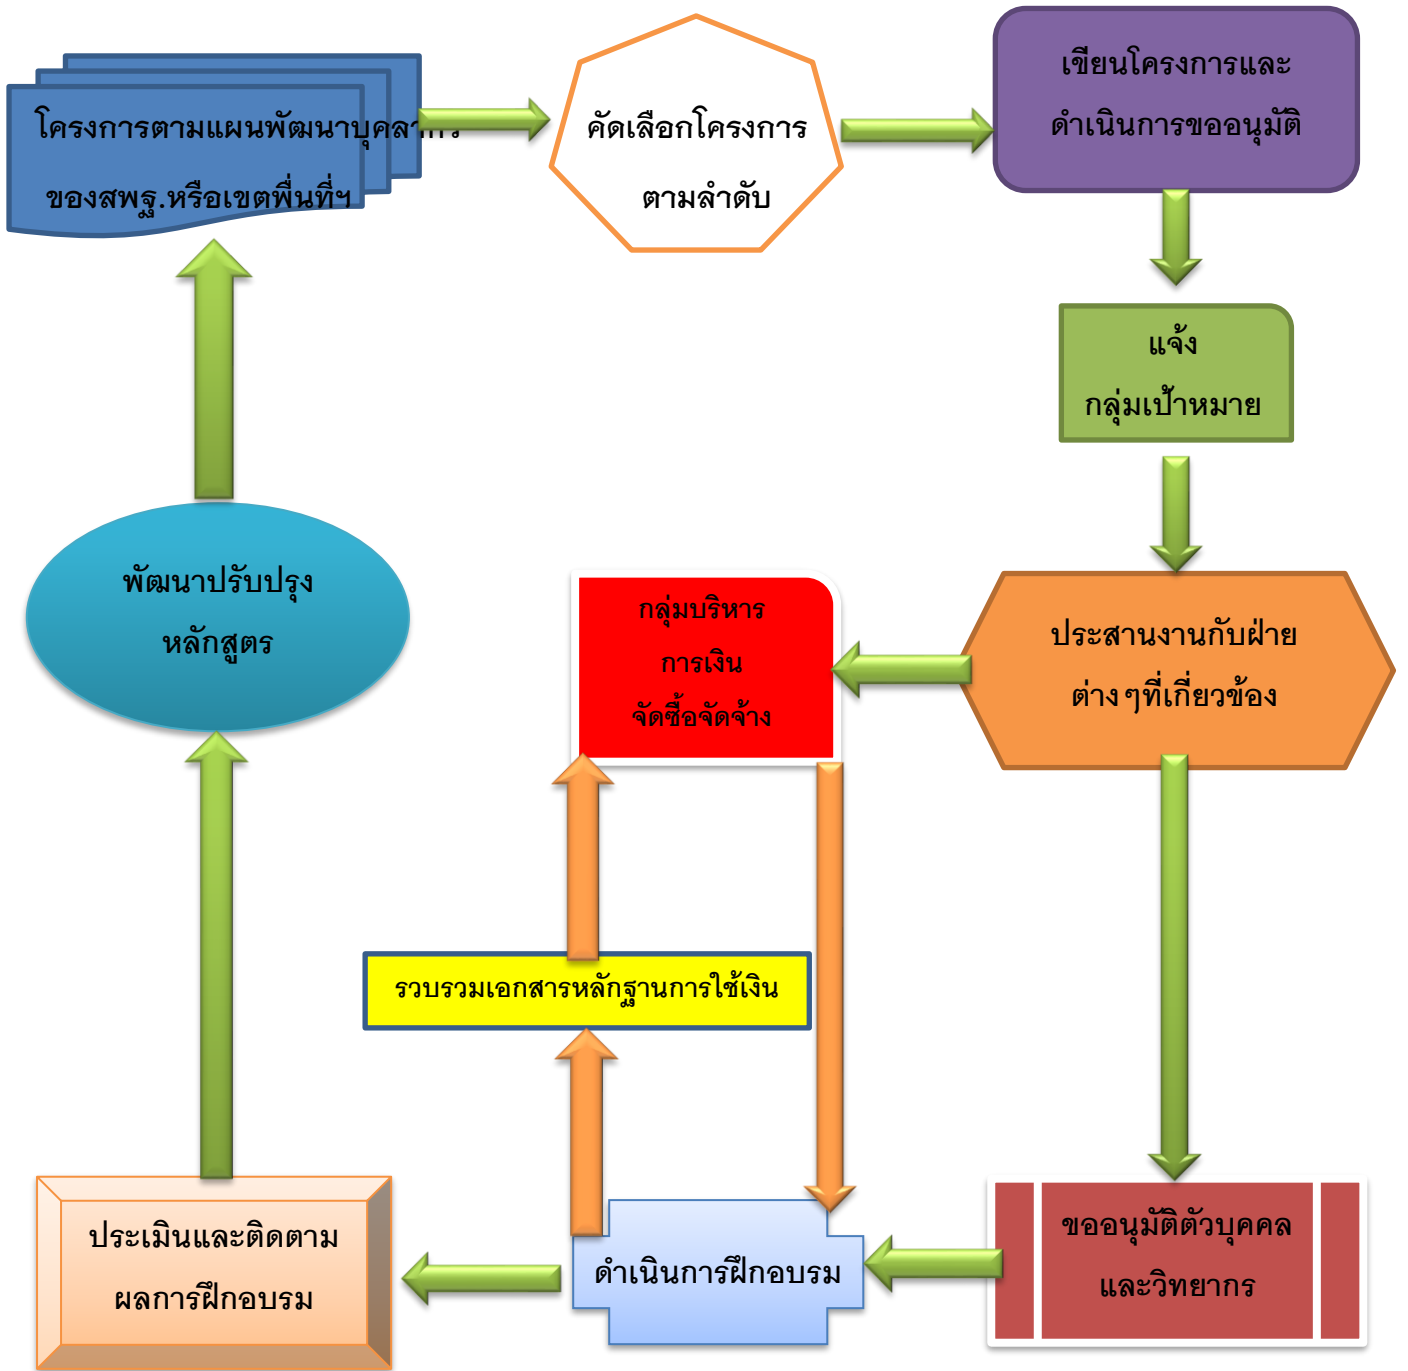 โครงการตามแผนพัฒนาบุคลากร
ของสพฐ.หรือเขตพื่นที่ฯ
คัดเลือกโครงการ
ตามลำดับ
เขียนโครงการและ
ดำเนินการขออนุมัติ
แจ้ง
กลุ่มเป้าหมาย
ประสานงานกับฝ่าย
ต่างๆที่เกี่ยวข้อง
กลุ่มบริหาร
การเงิน
จัดซื้อจัดจ้าง
พัฒนาปรับปรุง
หลักสูตร
รวบรวมเอกสารหลักฐานการใช้เงิน
ขออนุมัติตัวบุคคล
และวิทยากร
ดำเนินการฝึกอบรม
ประเมินและติดตาม
ผลการฝึกอบรม